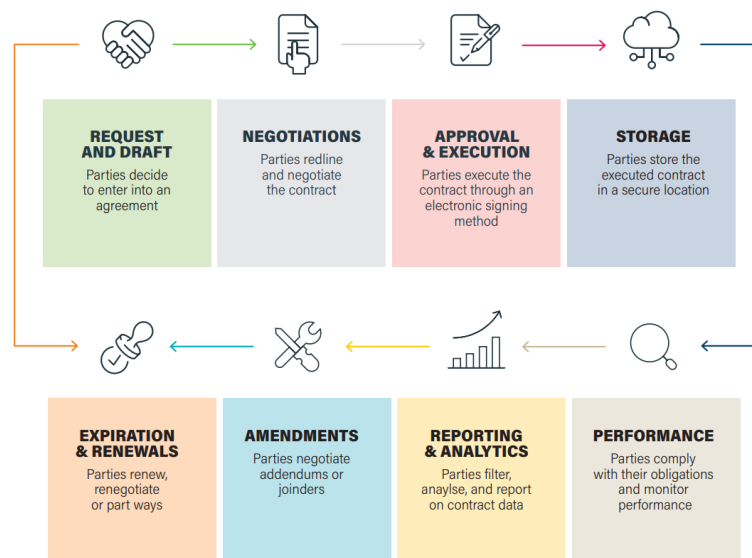 REQUEST
AND DRAFT
Parties decide
to enter into an
agreement
NEGOTIATIONS
Parties redline
and negotiate
the contract
APPROVAL
& EXECUTION
Parties execute the
contract through an
electronic signing
method
STORAGE
Parties store the
executed contract
in a secure location
EXPIRATION
& RENEWALS
Parties renew,
renegotiate
or part ways
AMENDMENTS
Parties negotiate
addendums or
joinders
REPORTING
& ANALYTICS
Parties filter,
anaylse, and report
on contract data
PERFORMANCE
Parties comply
with their obligations
and monitor
performance